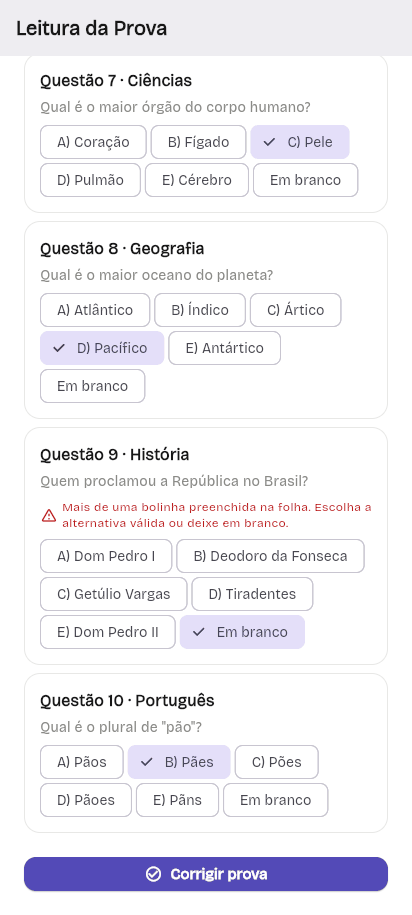 Leitura da Prova
Questão 7 · Ciências
Qual é o maior órgão do corpo humano?
A) Coração B) Fígado C) Pele
D) Pulmão E) Cérebro Em branco
Questão 8 · Geografia
Qual é o maior oceano do planeta?
A) Atlântico B) Índico C) Ártico
D) Pacífico E) Antártico
Em branco
Questão 9 · História
Quem proclamou a República no Brasil?
Mais de uma bolinha preenchida na folha. Escolha a
alternativa válida ou deixe em branco.
A) Dom Pedro I B) Deodoro da Fonseca
C) Getúlio Vargas D) Tiradentes
E) Dom Pedro II Em branco
Questão 10 · Português
Qual é o plural de "pão"?
A) Pãos B) Pães C) Pões
D) Pãoes E) Pãns Em branco
Corrigir prova